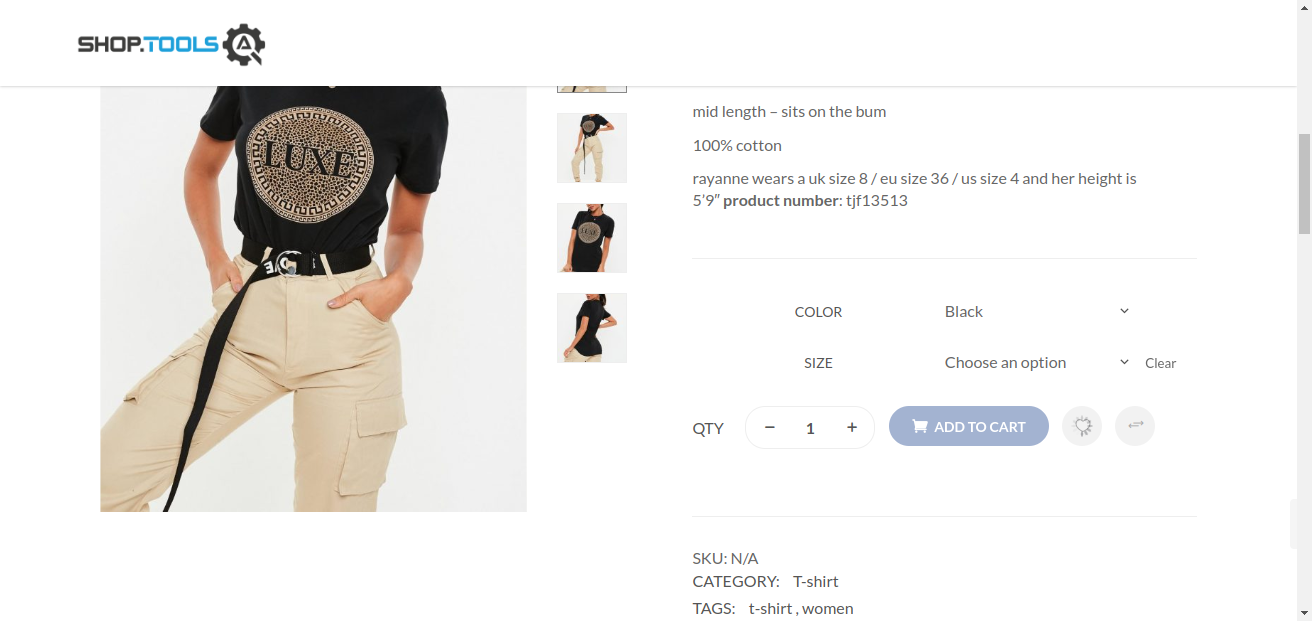 SHOP.TOOLS
LUXE
mid length – sits on the bum
100% cotton
rayanne wears a uk size 8 / eu size 36 / us size 4 and her height is
5’9″ product number: tjf13513
COLOR Black
SIZE Choose an option Clear
QTY − 1 + ADD TO CART
SKU: N/A
CATEGORY: T-shirt
TAGS: t-shirt , women